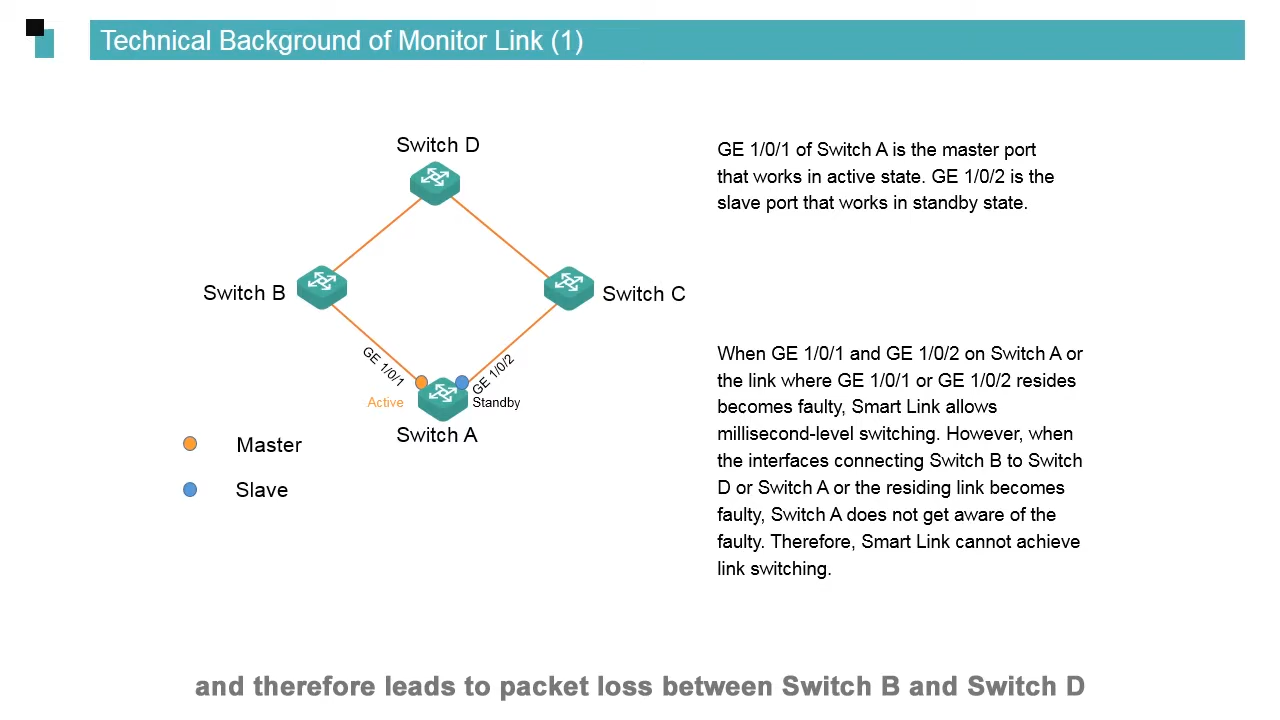 Technical Background of Monitor Link (1)
Switch D
Switch B
Switch C
GE 1/0/1
GE 1/0/2
Active
Standby
Switch A
Master
Slave
GE 1/0/1 of Switch A is the master port
that works in active state. GE 1/0/2 is the
slave port that works in standby state.
When GE 1/0/1 and GE 1/0/2 on Switch A or
the link where GE 1/0/1 or GE 1/0/2 resides
becomes faulty, Smart Link allows
millisecond-level switching. However, when
the interfaces connecting Switch B to Switch
D or Switch A or the residing link becomes
faulty, Switch A does not get aware of the
faulty. Therefore, Smart Link cannot achieve
link switching.
and therefore leads to packet loss between Switch B and Switch D